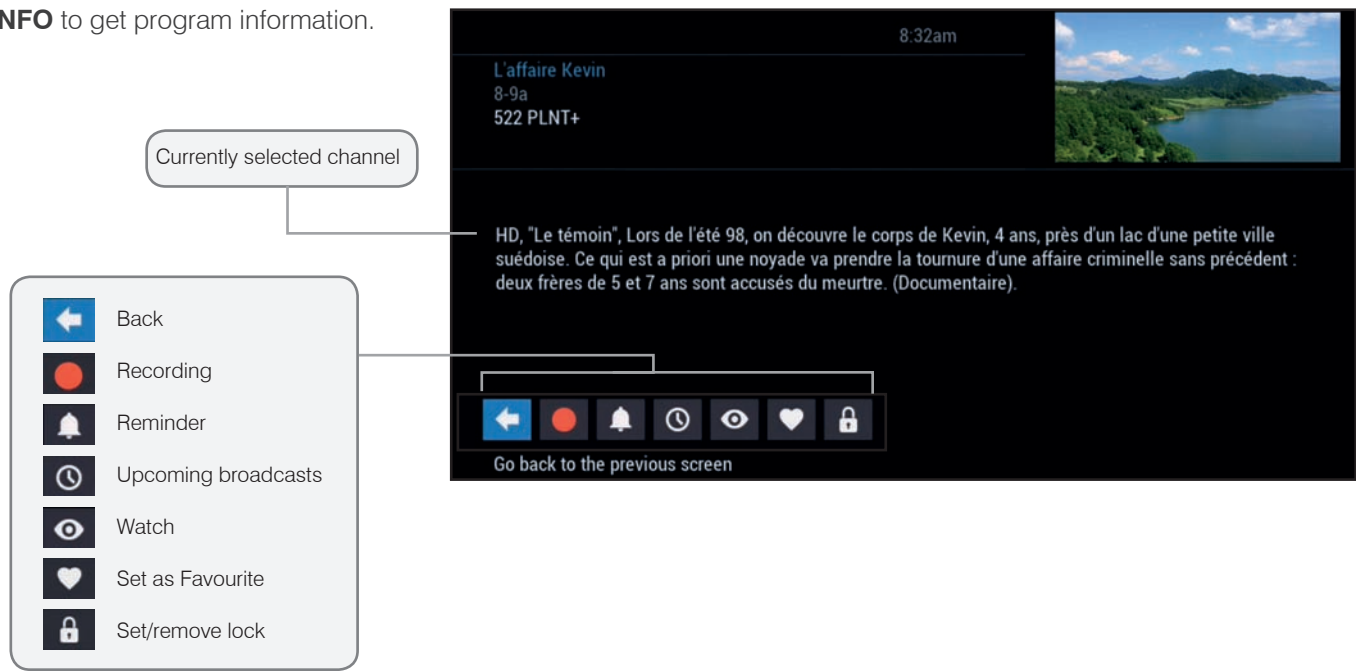 NFO to get program information.
8:32am
L'affaire Kevin
8-9a
522 PLNT+
Currently selected channel
HD, "Le témoin", Lors de l'été 98, on découvre le corps de Kevin, 4 ans, près d'un lac d'une petite ville
suédoise. Ce qui est a priori une noyade va prendre la tournure d'une affaire criminelle sans précédent :
deux frères de 5 et 7 ans sont accusés du meurtre. (Documentaire).
Back
Recording
Reminder
Upcoming broadcasts
Watch
Set as Favourite
Set/remove lock
Go back to the previous screen